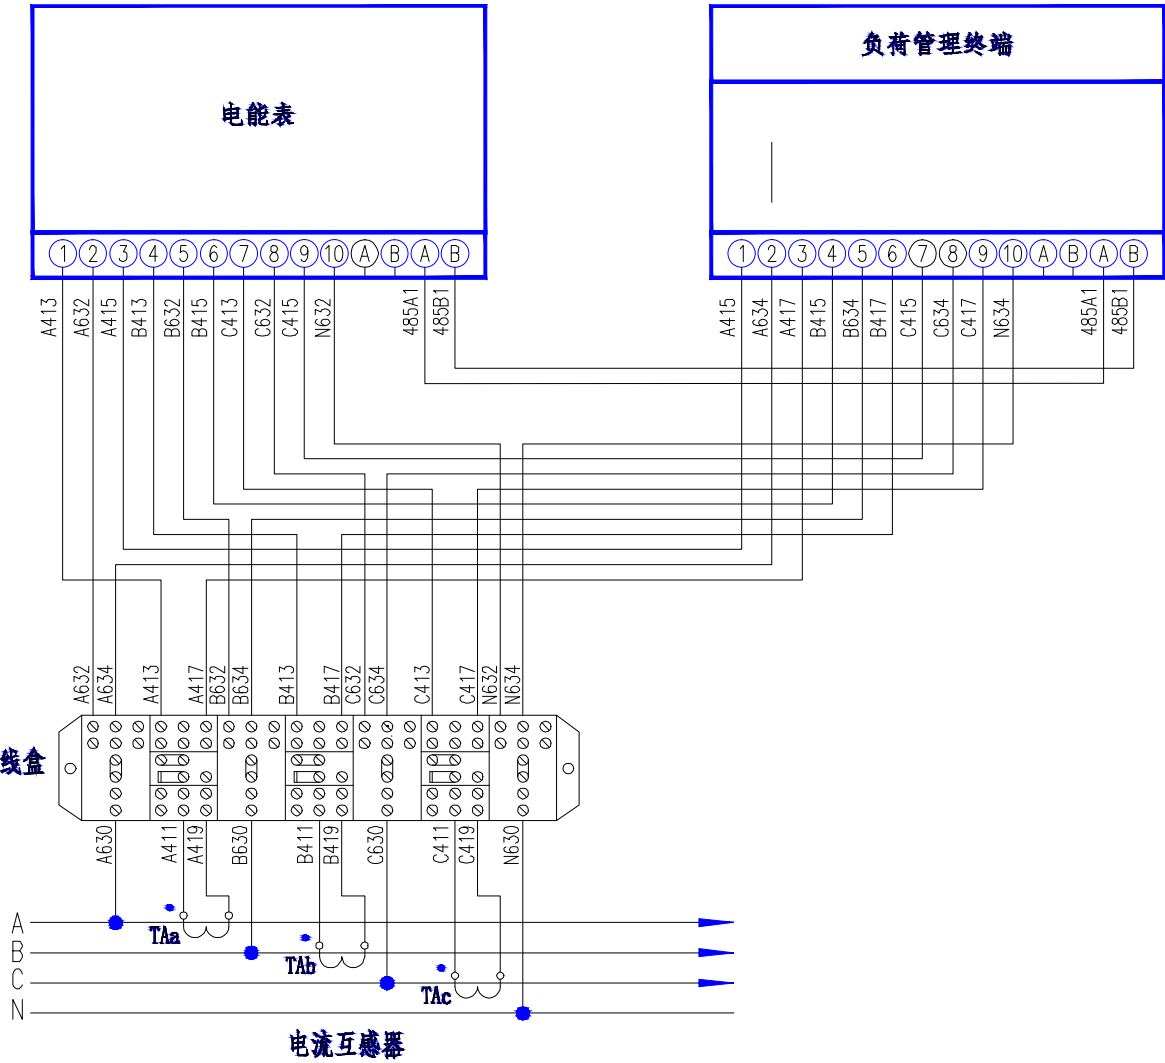 电能表
负荷管理终端
1 2 3 4 5 6 7 8 9 10 A B A B
1 2 3 4 5 6 7 8 9 10 A B A B
A413 A632 A415 B413 B632 B415 C413 C632 C415 N632 485A1 485B1
A415 A634 A417 B415 B634 B417 C415 C634 C417 N634 485A1 485B1
A632 A634 A413 A417 B632 B634 B413 B417 C632 C634 C413 C417 N632 N634
线盒
A630 A411 A419 B630 B411 B419 C630 C411 C419 N630
A
TAa
B
TAb
C
TAc
N
电流互感器